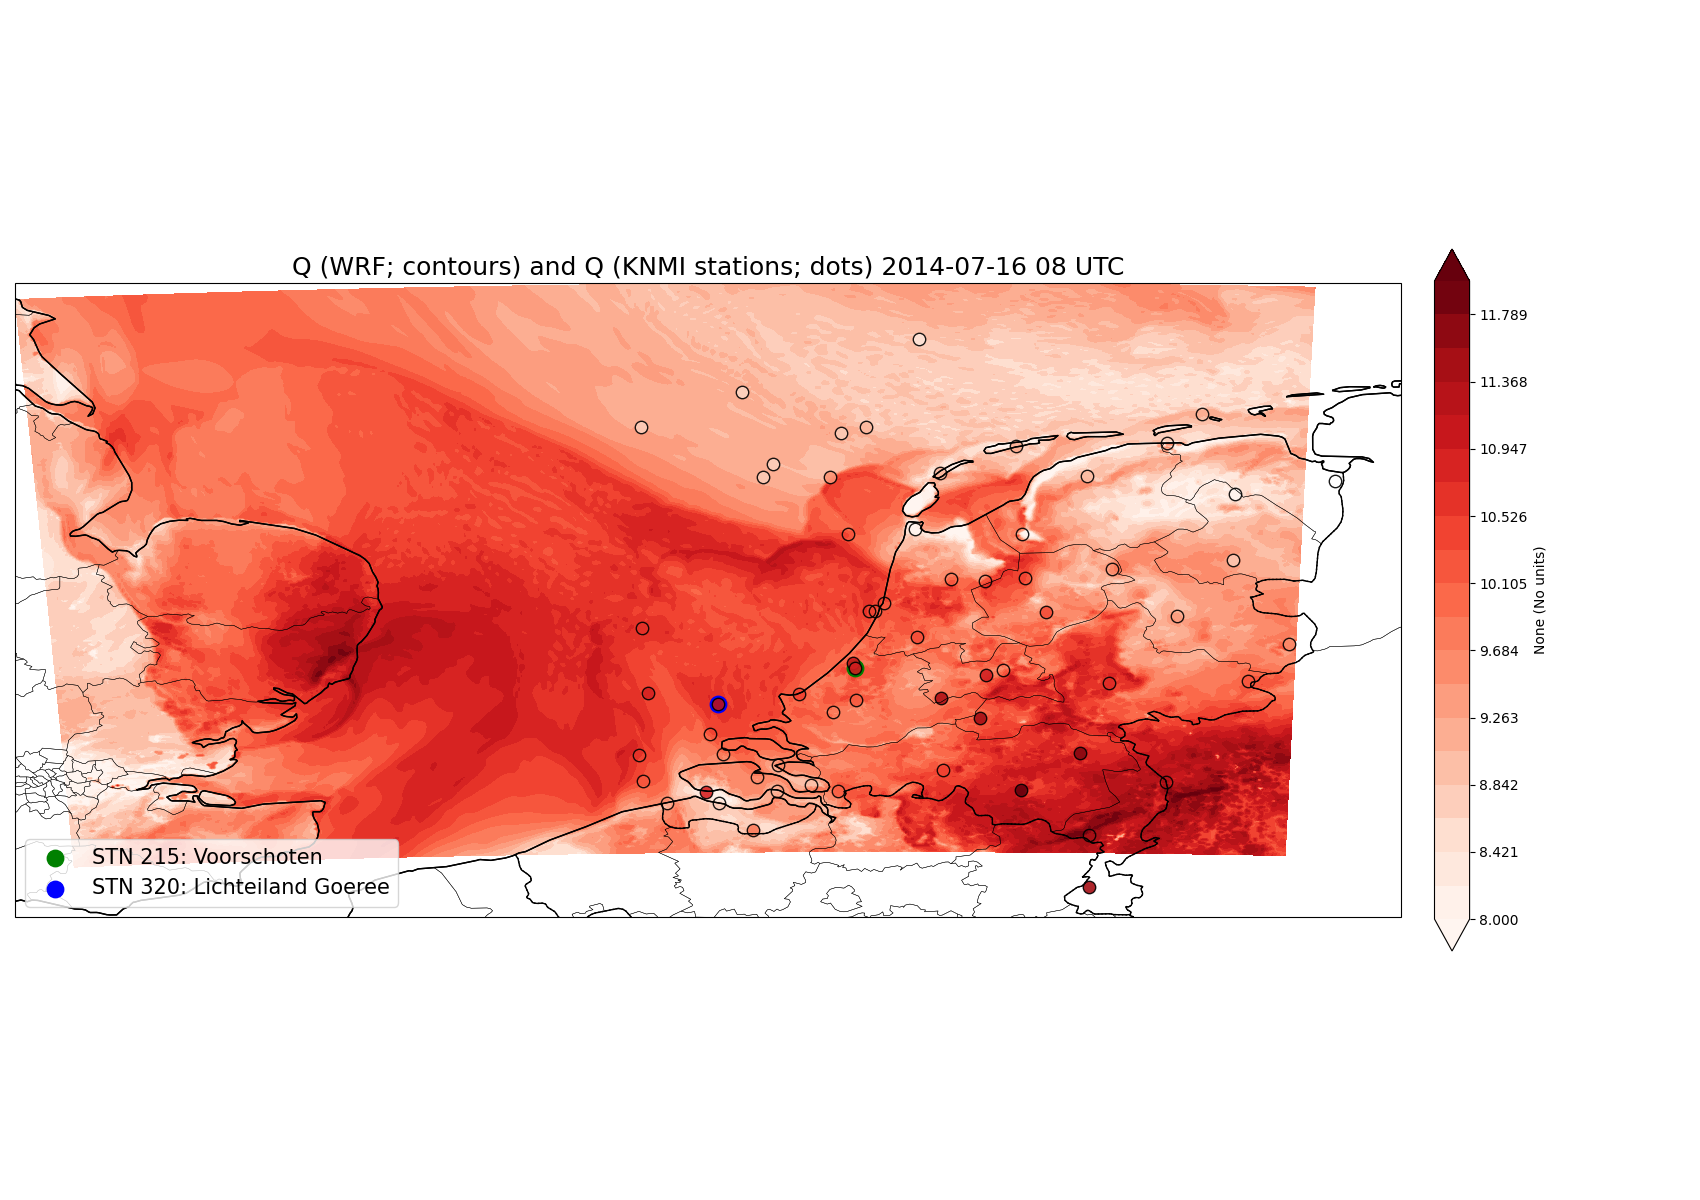 Q (WRF; contours) and Q (KNMI stations; dots) 2014-07-16 08 UTC
11.789
11.368
10.947
10.526
10.105
9.684
9.263
8.842
8.421
8.000
None (No units)
STN 215: Voorschoten
STN 320: Lichteiland Goeree